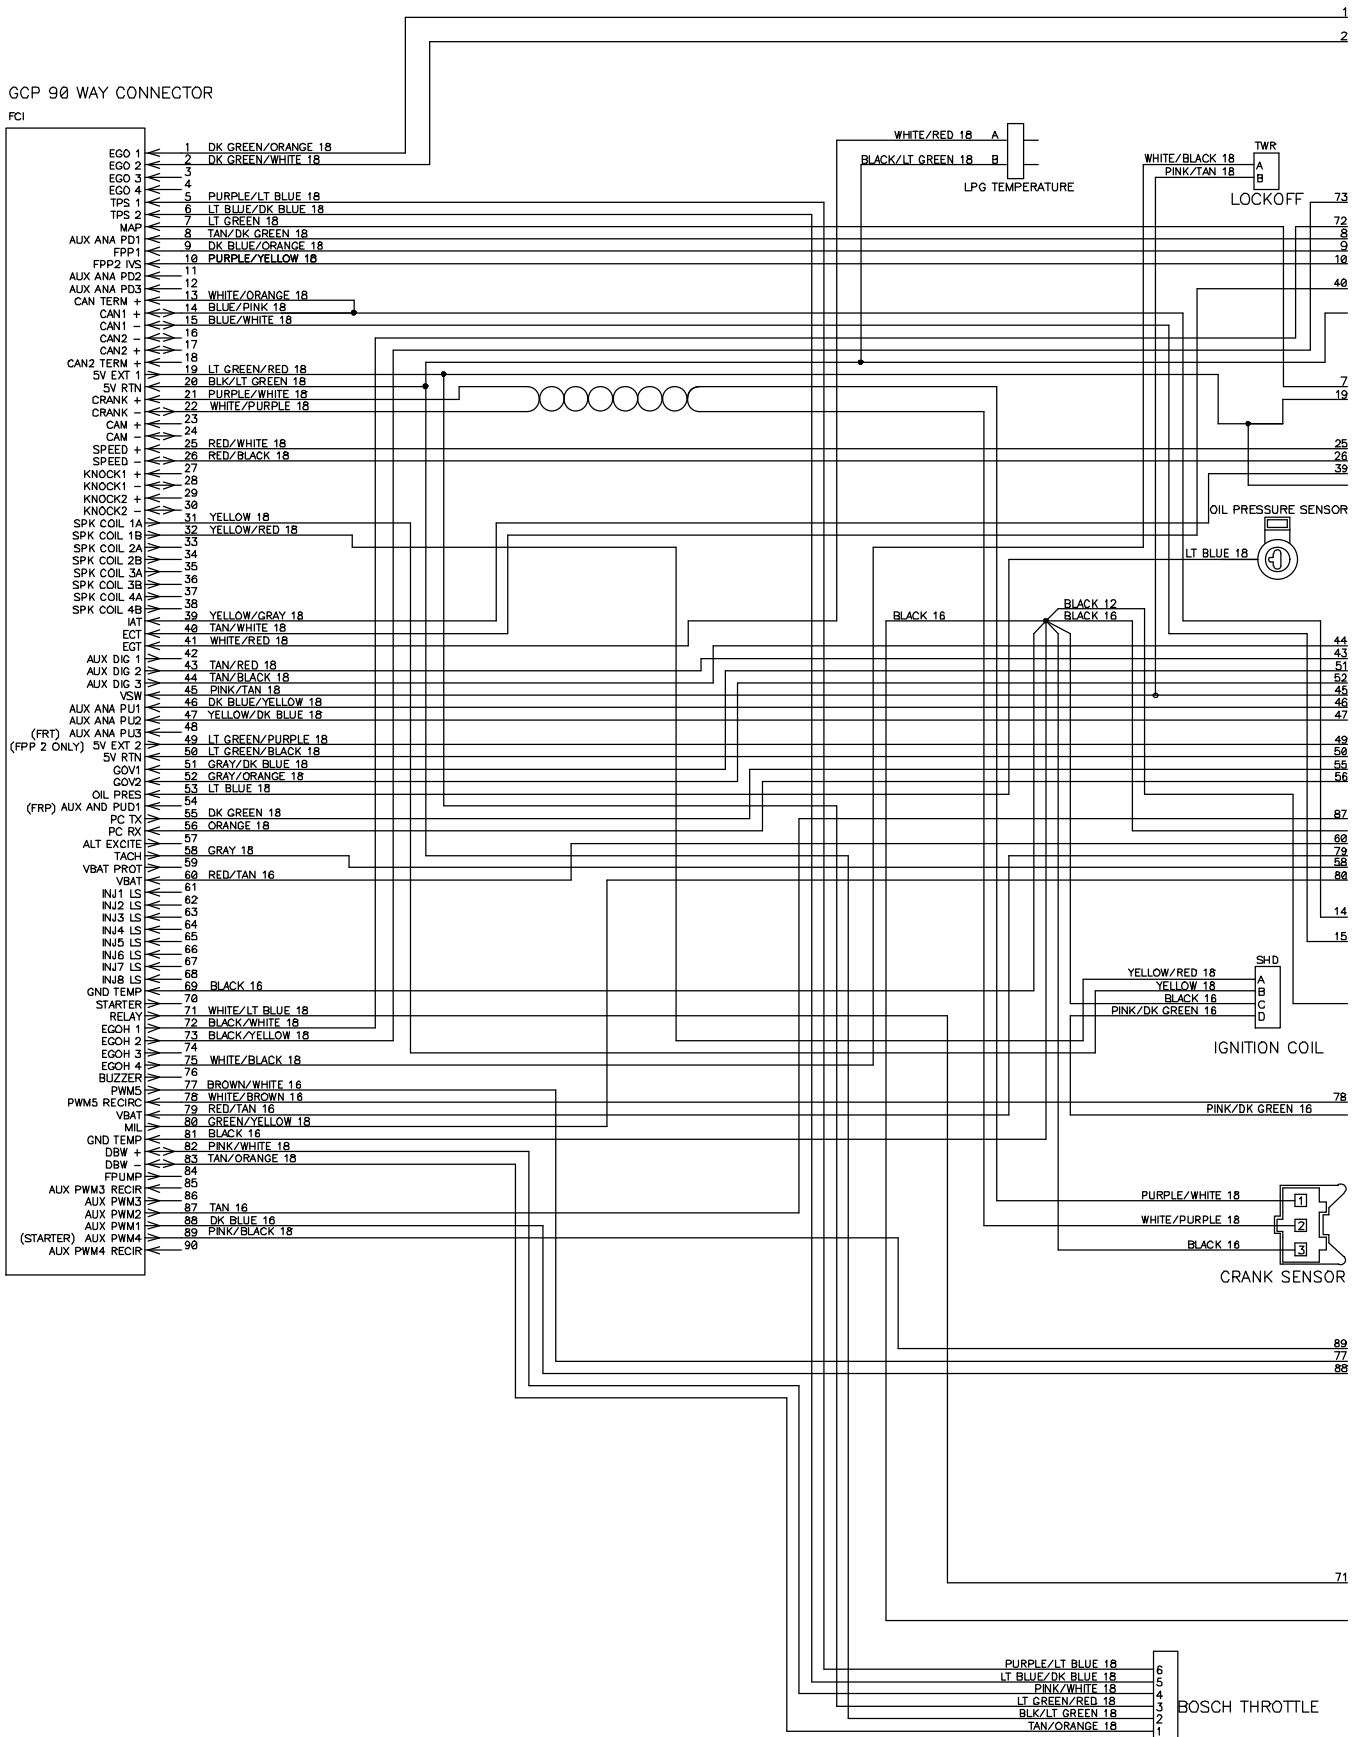 1
2
GCP 90 WAY CONNECTOR
FCI
EGO 1 1 DK GREEN/ORANGE 18
EGO 2 2 DK GREEN/WHITE 18
EGO 3 3
EGO 4 4
TPS 1 5 PURPLE/LT BLUE 18
TPS 2 6 LT BLUE/DK BLUE 18
MAP 7 LT GREEN 18
AUX ANA PD1 8 TAN/DK GREEN 18
FPP1 9 DK BLUE/ORANGE 18
FPP2 IVS 10 PURPLE/YELLOW 18
AUX ANA PD2 11
AUX ANA PD3 12
CAN TERM + 13 WHITE/ORANGE 18
CAN1 + 14 BLUE/PINK 18
CAN1 - 15 BLUE/WHITE 18
CAN2 - 16
CAN2 + 17
CAN2 TERM + 18
5V EXT 1 19 LT GREEN/RED 18
5V RTN 20 BLK/LT GREEN 18
CRANK + 21 PURPLE/WHITE 18
CRANK - 22 WHITE/PURPLE 18
CAM + 23
CAM - 24
SPEED + 25 RED/WHITE 18
SPEED - 26 RED/BLACK 18
KNOCK1 + 27
KNOCK1 - 28
KNOCK2 + 29
KNOCK2 - 30
SPK COIL 1A 31 YELLOW 18
SPK COIL 1B 32 YELLOW/RED 18
SPK COIL 2A 33
SPK COIL 2B 34
SPK COIL 3A 35
SPK COIL 3B 36
SPK COIL 4A 37
SPK COIL 4B 38
IAT 39 YELLOW/GRAY 18
ECT 40 TAN/WHITE 18
EGT 41 WHITE/RED 18
AUX DIG 1 42
AUX DIG 2 43 TAN/RED 18
AUX DIG 3 44 TAN/BLACK 18
VSW 45 PINK/TAN 18
AUX ANA PU1 46 DK BLUE/YELLOW 18
AUX ANA PU2 47 YELLOW/DK BLUE 18
(FRT) AUX ANA PU3 48
(FPP 2 ONLY) 5V EXT 2 49 LT GREEN/PURPLE 18
5V RTN 50 LT GREEN/BLACK 18
GOV1 51 GRAY/DK BLUE 18
GOV2 52 GRAY/ORANGE 18
OIL PRES 53 LT BLUE 18
(FRP) AUX AND PUD1 54
PC TX 55 DK GREEN 18
PC RX 56 ORANGE 18
ALT EXCITE 57
TACH 58 GRAY 18
VBAT PROT 59
VBAT 60 RED/TAN 16
INJ1 LS 61
INJ2 LS 62
INJ3 LS 63
INJ4 LS 64
INJ5 LS 65
INJ6 LS 66
INJ7 LS 67
INJ8 LS 68
GND TEMP 69 BLACK 16
STARTER 70
RELAY 71 WHITE/LT BLUE 18
EGOH 1 72 BLACK/WHITE 18
EGOH 2 73 BLACK/YELLOW 18
EGOH 3 74
EGOH 4 75 WHITE/BLACK 18
BUZZER 76
PWM5 77 BROWN/WHITE 16
PWM5 RECIRC 78 WHITE/BROWN 16
VBAT 79 RED/TAN 16
MIL 80 GREEN/YELLOW 18
GND TEMP 81 BLACK 16
DBW + 82 PINK/WHITE 18
DBW - 83 TAN/ORANGE 18
FPUMP 84
AUX PWM3 RECIR 85
AUX PWM3 86
AUX PWM2 87 TAN 16
AUX PWM1 88 DK BLUE 16
(STARTER) AUX PWM4 89 PINK/BLACK 18
AUX PWM4 RECIR 90
WHITE/RED 18 A
BLACK/LT GREEN 18 B
LPG TEMPERATURE
TWR
WHITE/BLACK 18 A
PINK/TAN 18 B
LOCKOFF
73
72
8
9
10
40
7
19
25
26
39
OIL PRESSURE SENSOR
LT BLUE 18
BLACK 16
BLACK 12
BLACK 16
44
43
51
52
45
46
47
49
50
55
56
87
60
79
58
80
14
15
SHD
YELLOW/RED 18 A
YELLOW 18 B
BLACK 16 C
PINK/DK GREEN 16 D
IGNITION COIL
78
PINK/DK GREEN 16
PURPLE/WHITE 18 1
WHITE/PURPLE 18 2
BLACK 16 3
CRANK SENSOR
89
77
88
71
PURPLE/LT BLUE 18 6
LT BLUE/DK BLUE 18 5
PINK/WHITE 18 4
LT GREEN/RED 18 3
BLK/LT GREEN 18 2
TAN/ORANGE 18 1
BOSCH THROTTLE